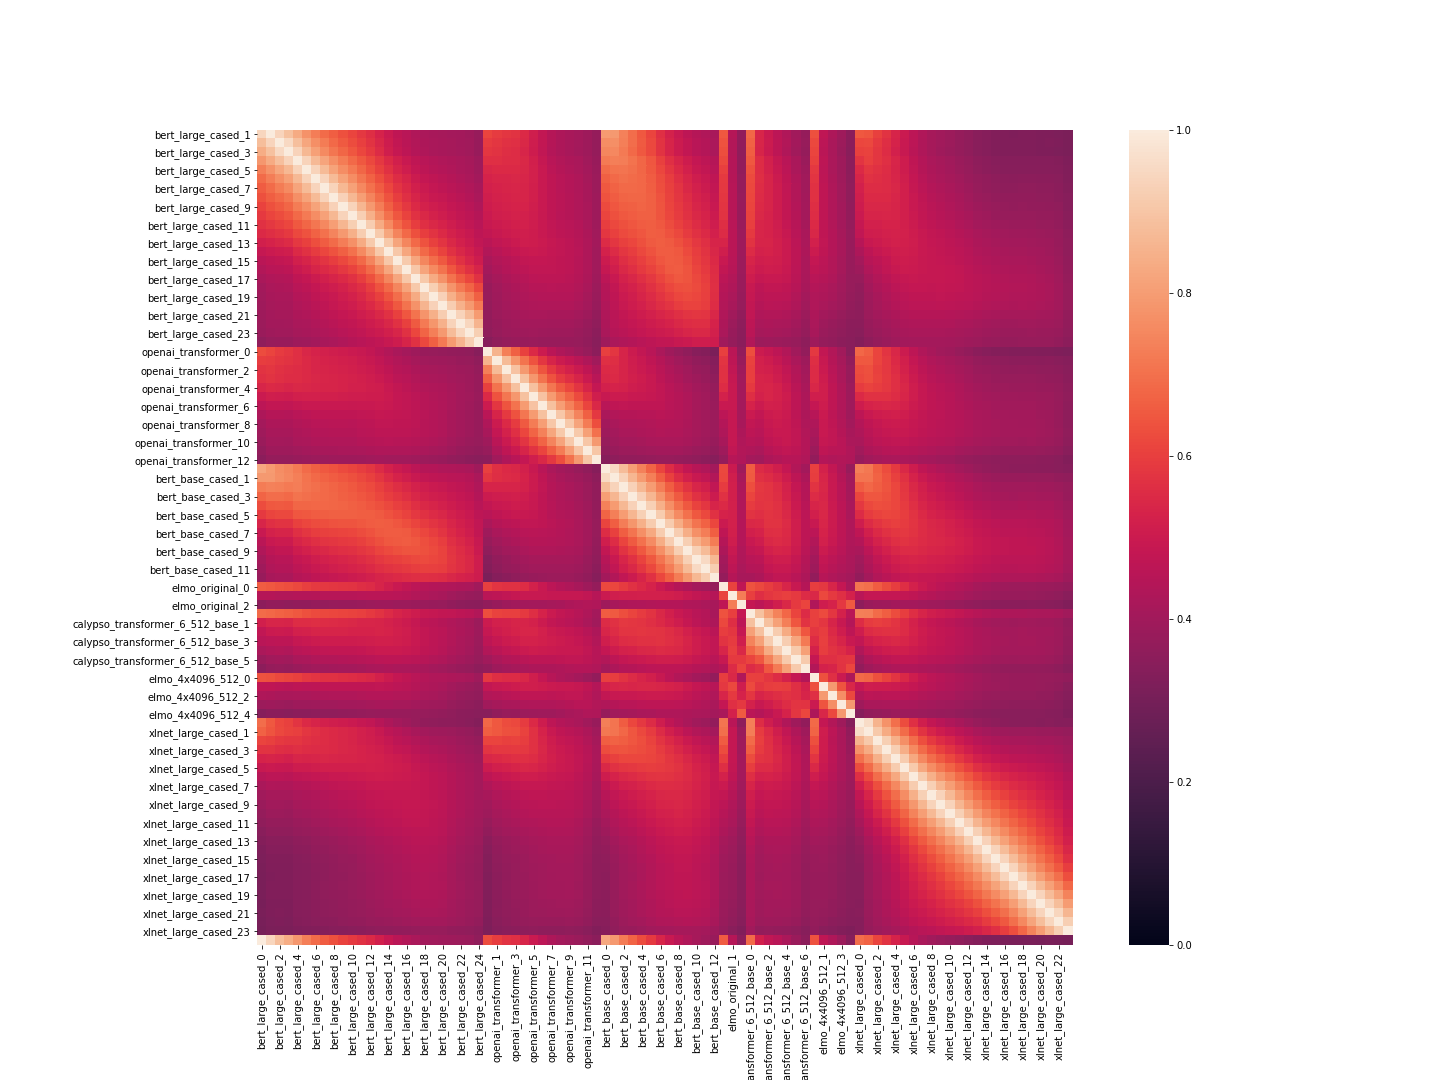 bert_large_cased_1
bert_large_cased_3
bert_large_cased_5
bert_large_cased_7
bert_large_cased_9
bert_large_cased_11
bert_large_cased_13
bert_large_cased_15
bert_large_cased_17
bert_large_cased_19
bert_large_cased_21
bert_large_cased_23
openai_transformer_0
openai_transformer_2
openai_transformer_4
openai_transformer_6
openai_transformer_8
openai_transformer_10
openai_transformer_12
bert_base_cased_1
bert_base_cased_3
bert_base_cased_5
bert_base_cased_7
bert_base_cased_9
bert_base_cased_11
elmo_original_0
elmo_original_2
calypso_transformer_6_512_base_1
calypso_transformer_6_512_base_3
calypso_transformer_6_512_base_5
elmo_4x4096_512_0
elmo_4x4096_512_2
elmo_4x4096_512_4
xlnet_large_cased_1
xlnet_large_cased_3
xlnet_large_cased_5
xlnet_large_cased_7
xlnet_large_cased_9
xlnet_large_cased_11
xlnet_large_cased_13
xlnet_large_cased_15
xlnet_large_cased_17
xlnet_large_cased_19
xlnet_large_cased_21
xlnet_large_cased_23
bert_large_cased_0
bert_large_cased_2
bert_large_cased_4
bert_large_cased_6
bert_large_cased_8
bert_large_cased_10
bert_large_cased_12
bert_large_cased_14
bert_large_cased_16
bert_large_cased_18
bert_large_cased_20
bert_large_cased_22
bert_large_cased_24
openai_transformer_1
openai_transformer_3
openai_transformer_5
openai_transformer_7
openai_transformer_9
openai_transformer_11
bert_base_cased_0
bert_base_cased_2
bert_base_cased_4
bert_base_cased_6
bert_base_cased_8
bert_base_cased_10
bert_base_cased_12
elmo_original_1
ansformer_6_512_base_0
ansformer_6_512_base_2
ansformer_6_512_base_4
ansformer_6_512_base_6
elmo_4x4096_512_1
elmo_4x4096_512_3
xlnet_large_cased_0
xlnet_large_cased_2
xlnet_large_cased_4
xlnet_large_cased_6
xlnet_large_cased_8
xlnet_large_cased_10
xlnet_large_cased_12
xlnet_large_cased_14
xlnet_large_cased_16
xlnet_large_cased_18
xlnet_large_cased_20
xlnet_large_cased_22
1.0
0.8
0.6
0.4
0.2
0.0